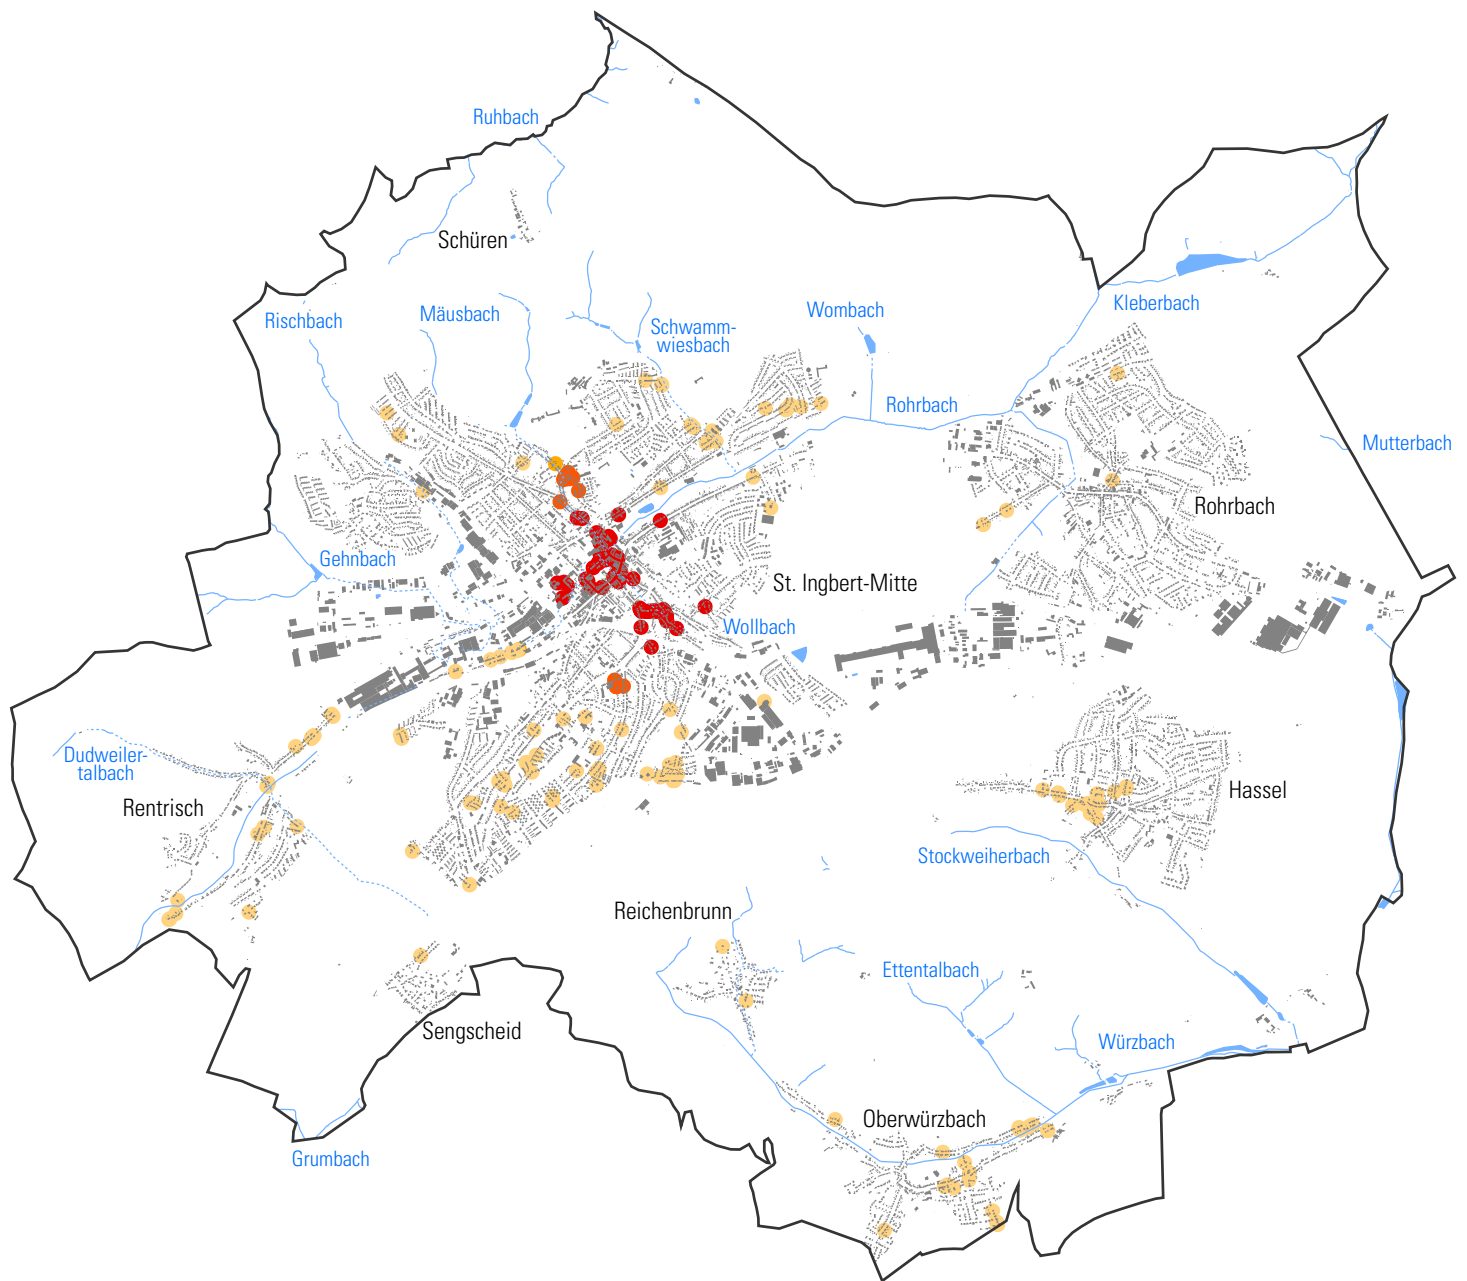 Ruhbach
Schüren
Rischbach
Mäusbach
Schwamm-
wiesbach
Wombach
Kleberbach
Rohrbach
Mutterbach
Rohrbach
Gehnbach
St. Ingbert-Mitte
Wollbach
Dudweiler-
talbach
Rentrisch
Hassel
Stockweiherbach
Reichenbrunn
Ettentalbach
Sengscheid
Würzbach
Oberwürzbach
Grumbach